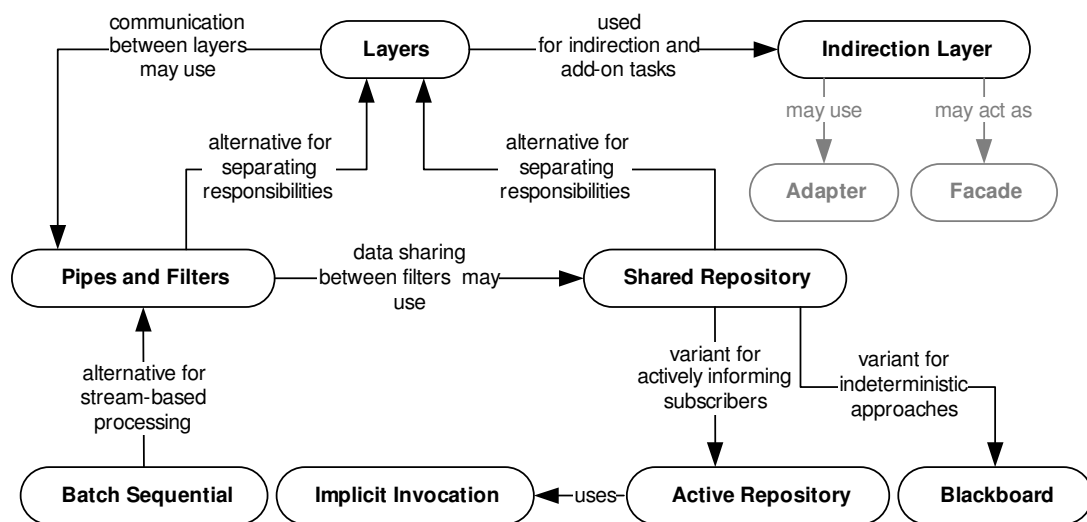 communication
between layers
may use
Layers
used
for indirection and
add-on tasks
Indirection Layer
may use
may act as
Adapter
Facade
alternative for
separating
responsibilities
alternative for
separating
responsibilities
Pipes and Filters
data sharing
between filters may
use
Shared Repository
alternative for
stream-based
processing
variant for
actively informing
subscribers
variant for
indeterministic
approaches
Batch Sequential
Implicit Invocation
uses
Active Repository
Blackboard